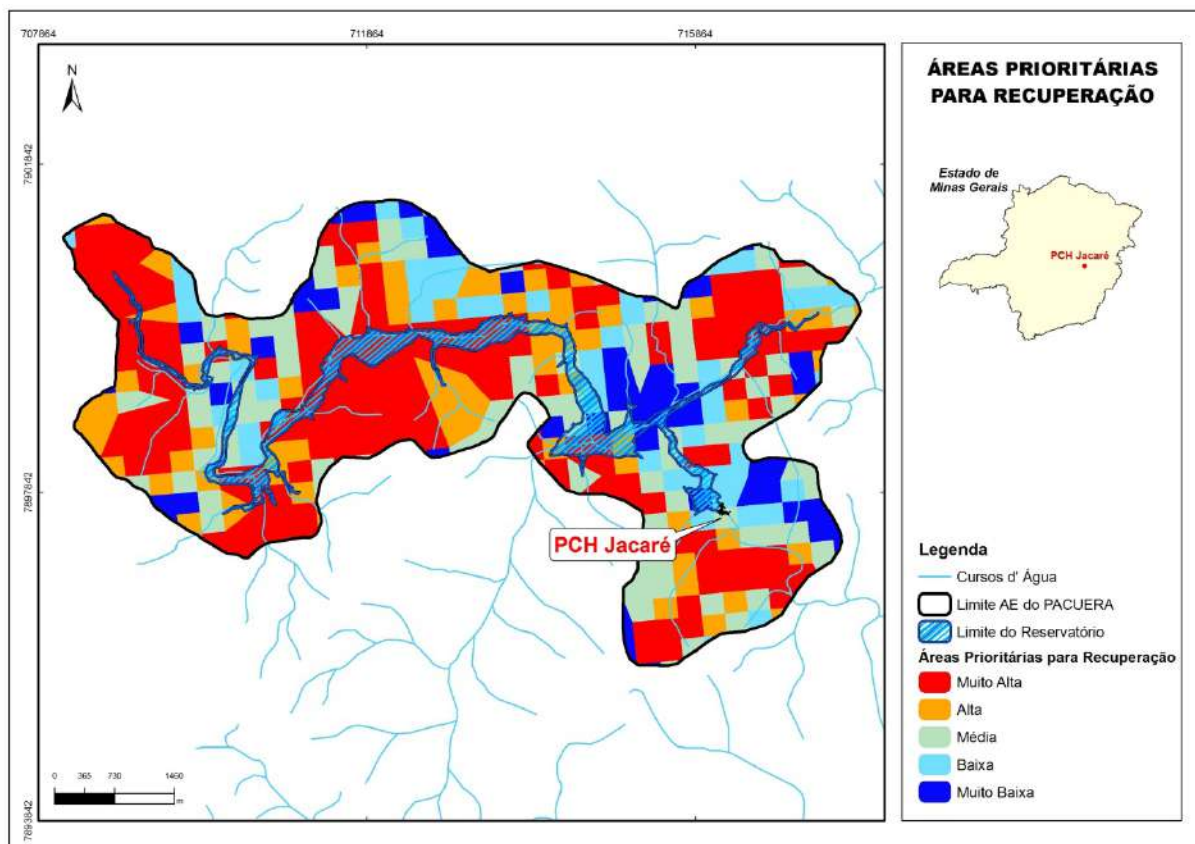 707864
711864
715864
N
7901842
7897842
7893842
PCH Jacaré
0 365 730 1460
m
ÁREAS PRIORITÁRIAS
PARA RECUPERAÇÃO
Estado de
Minas Gerais
PCH Jacaré
Legenda
Cursos d' Água
Limite AE do PACUERA
Limite do Reservatório
Áreas Prioritárias para Recuperação
Muito Alta
Alta
Média
Baixa
Muito Baixa